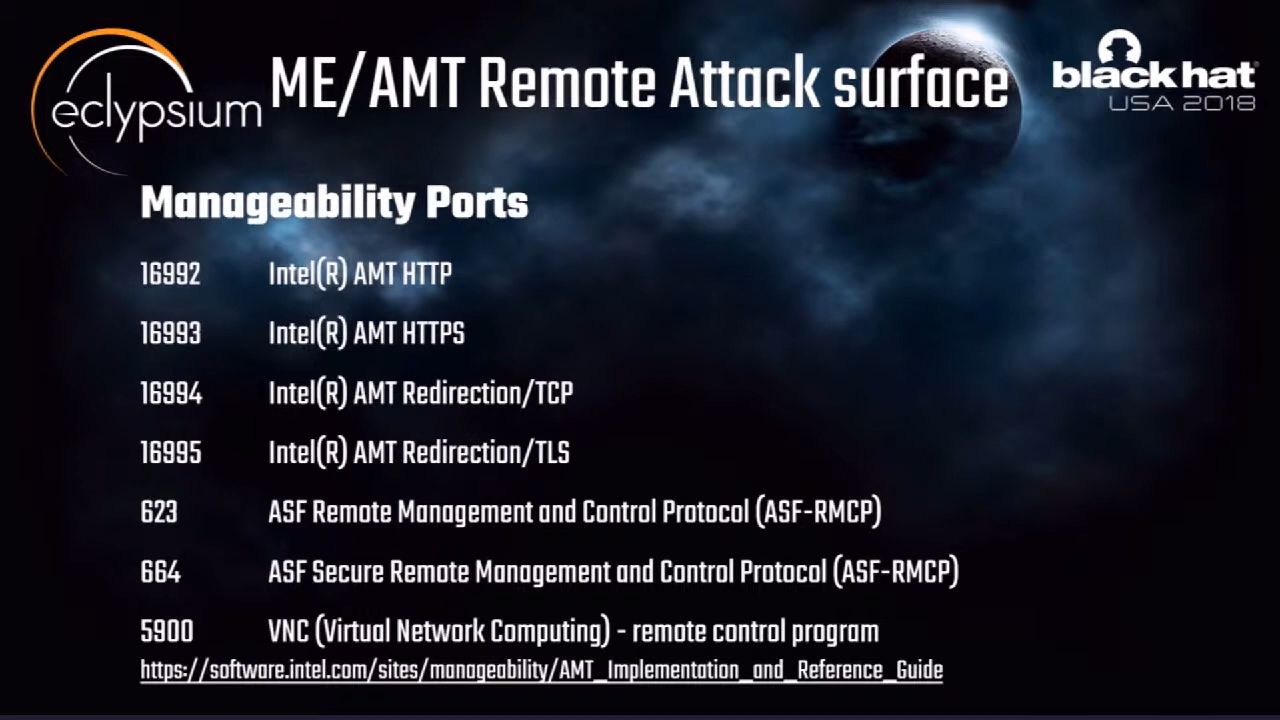 eclypsium
ME/AMT Remote Attack surface
black hat
USA 2018
Manageability Ports
16992 Intel(R) AMT HTTP
16993 Intel(R) AMT HTTPS
16994 Intel(R) AMT Redirection/TCP
16995 Intel(R) AMT Redirection/TLS
623 ASF Remote Management and Control Protocol (ASF-RMCP)
664 ASF Secure Remote Management and Control Protocol (ASF-RMCP)
5900 VNC (Virtual Network Computing) - remote control program
https://software.intel.com/sites/manageability/AMT_Implementation_and_Reference_Guide